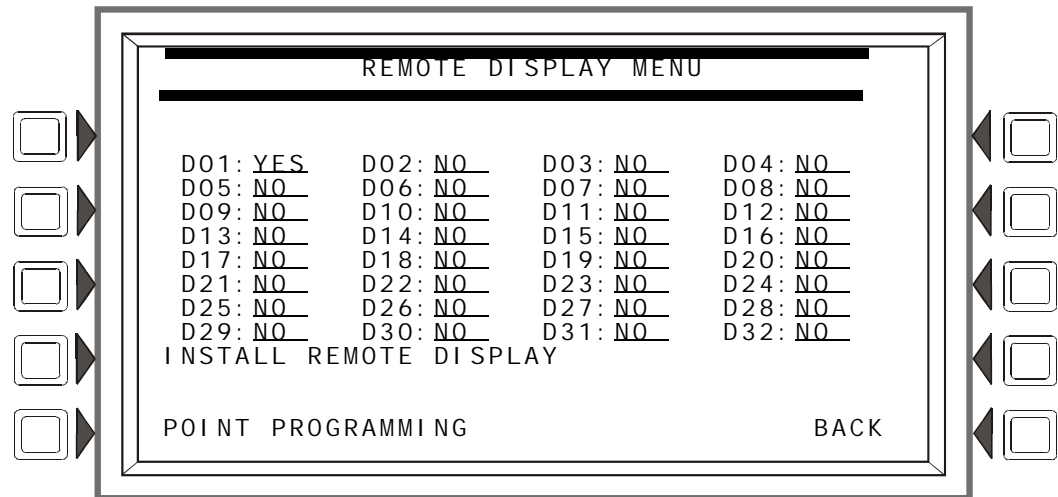 REMOTE DISPLAY MENU
D01: YES D02: NO D03: NO D04: NO
D05: NO D06: NO D07: NO D08: NO
D09: NO D10: NO D11: NO D12: NO
D13: NO D14: NO D15: NO D16: NO
D17: NO D18: NO D19: NO D20: NO
D21: NO D22: NO D23: NO D24: NO
D25: NO D26: NO D27: NO D28: NO
D29: NO D30: NO D31: NO D32: NO
INSTALL REMOTE DISPLAY
POINT PROGRAMMING BACK